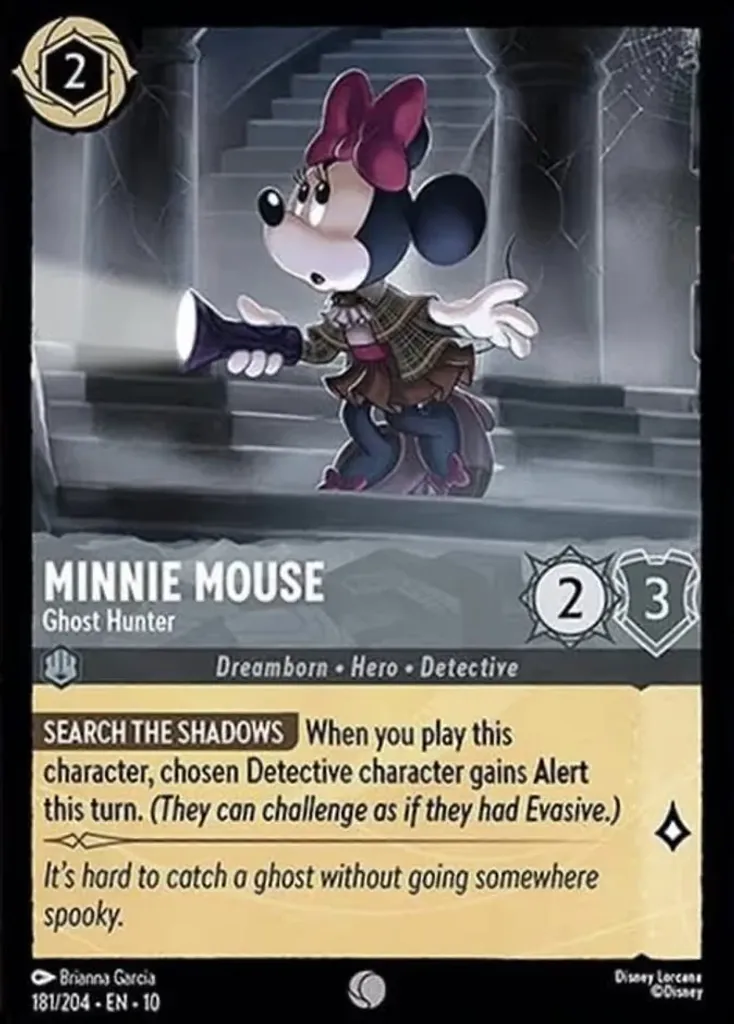 2
MINNIE MOUSE
Ghost Hunter
2
3
Dreamborn • Hero • Detective
SEARCH THE SHADOWS When you play this
character, chosen Detective character gains Alert
this turn. (They can challenge as if they had Evasive.)
It's hard to catch a ghost without going somewhere
spooky.
Brianna Garcia
181/204 • EN • 10
Disney Lorcana
©Disney